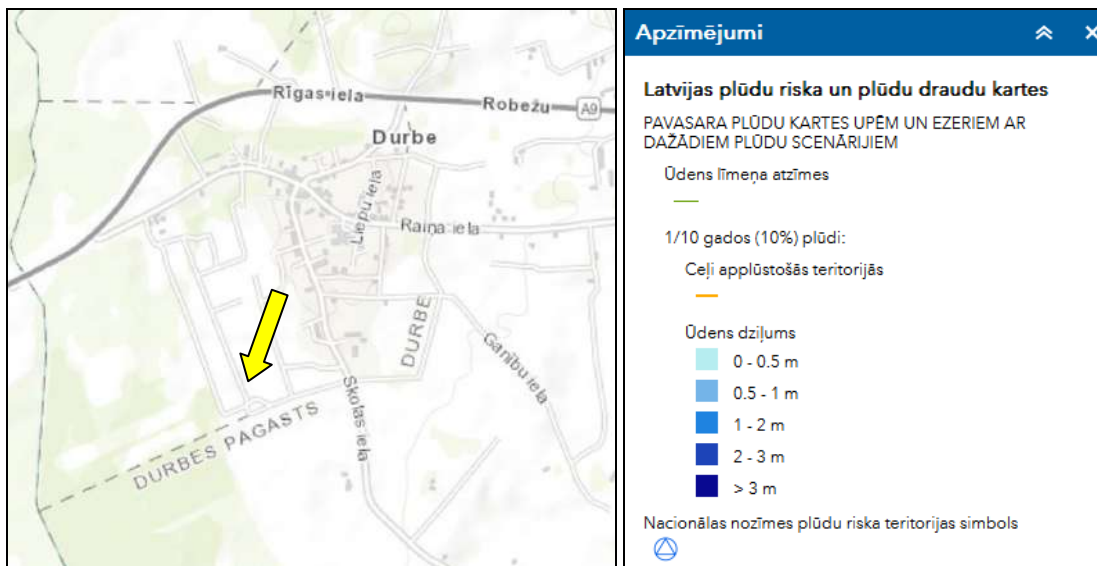 Rīgas iela
Robežu
A9
Durbe
Liepu iela
Raiņa iela
DURBE
Ganību iela
Skolas iela
DURBES PAGASTS
Apzīmējumi
Latvijas plūdu riska un plūdu draudu kartes
PAVASARA PLŪDU KARTES UPĒM UN EZERIEM AR
DAŽĀDIEM PLŪDU SCENĀRIJIEM
Ūdens līmeņa atzīmes
1/10 gados (10%) plūdi:
Ceļi applūstošās teritorijās
Ūdens dziļums
0 - 0.5 m
0.5 - 1 m
1 - 2 m
2 - 3 m
> 3 m
Nacionālas nozīmes plūdu riska teritorijas simbols